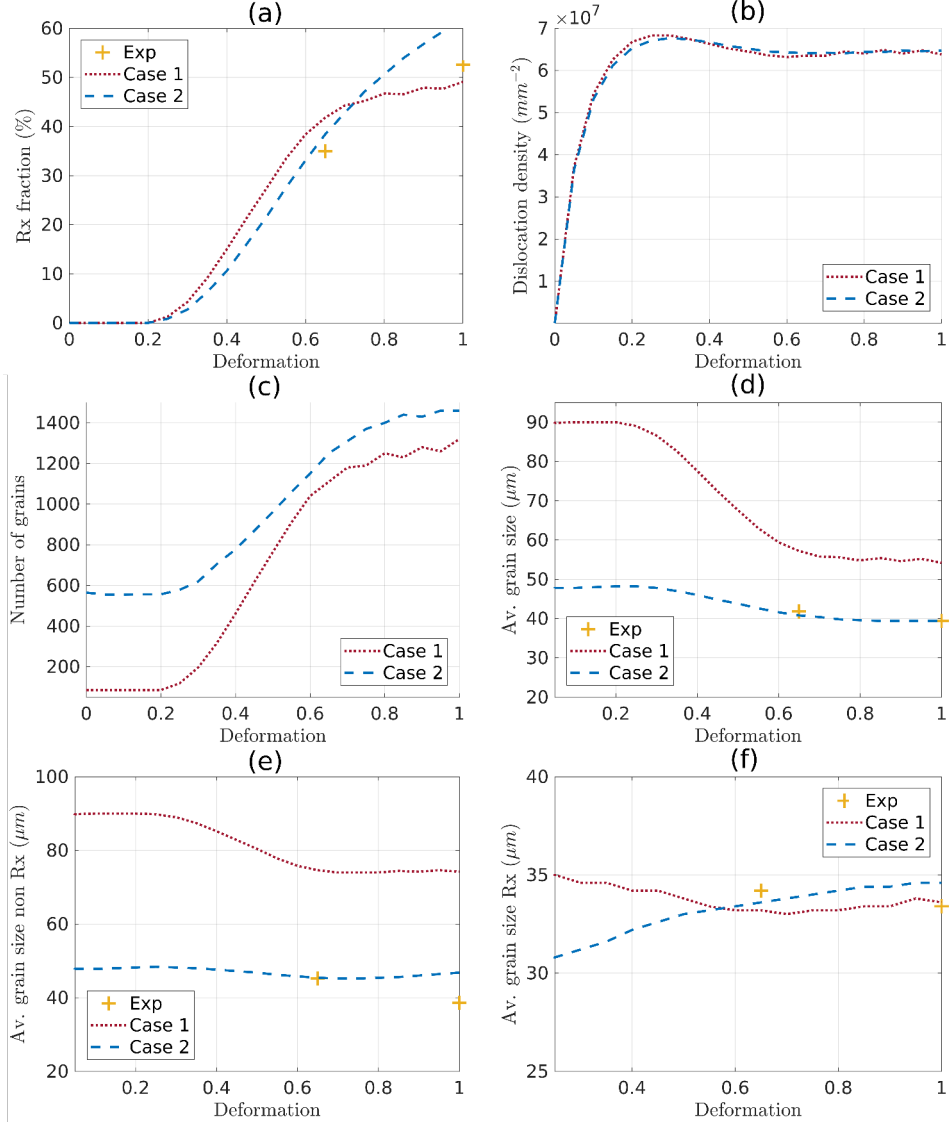 (a)
60
50
40
30
20
10
0
Rx fraction (%)
Exp
Case 1
Case 2
0 0.2 0.4 0.6 0.8 1
Deformation
(b)
×10⁷
7
6
5
4
3
2
1
Dislocation density (mm⁻²)
Case 1
Case 2
0 0.2 0.4 0.6 0.8 1
Deformation
(c)
1400
1200
1000
800
600
400
200
Number of grains
Case 1
Case 2
0 0.2 0.4 0.6 0.8 1
Deformation
(d)
90
80
70
60
50
40
30
20
Av. grain size (μm)
Exp
Case 1
Case 2
0.2 0.4 0.6 0.8 1
Deformation
(e)
100
80
60
40
20
Av. grain size non Rx (μm)
Exp
Case 1
Case 2
0.2 0.4 0.6 0.8 1
Deformation
(f)
40
35
30
25
Av. grain size Rx (μm)
Exp
Case 1
Case 2
0.4 0.6 0.8 1
Deformation